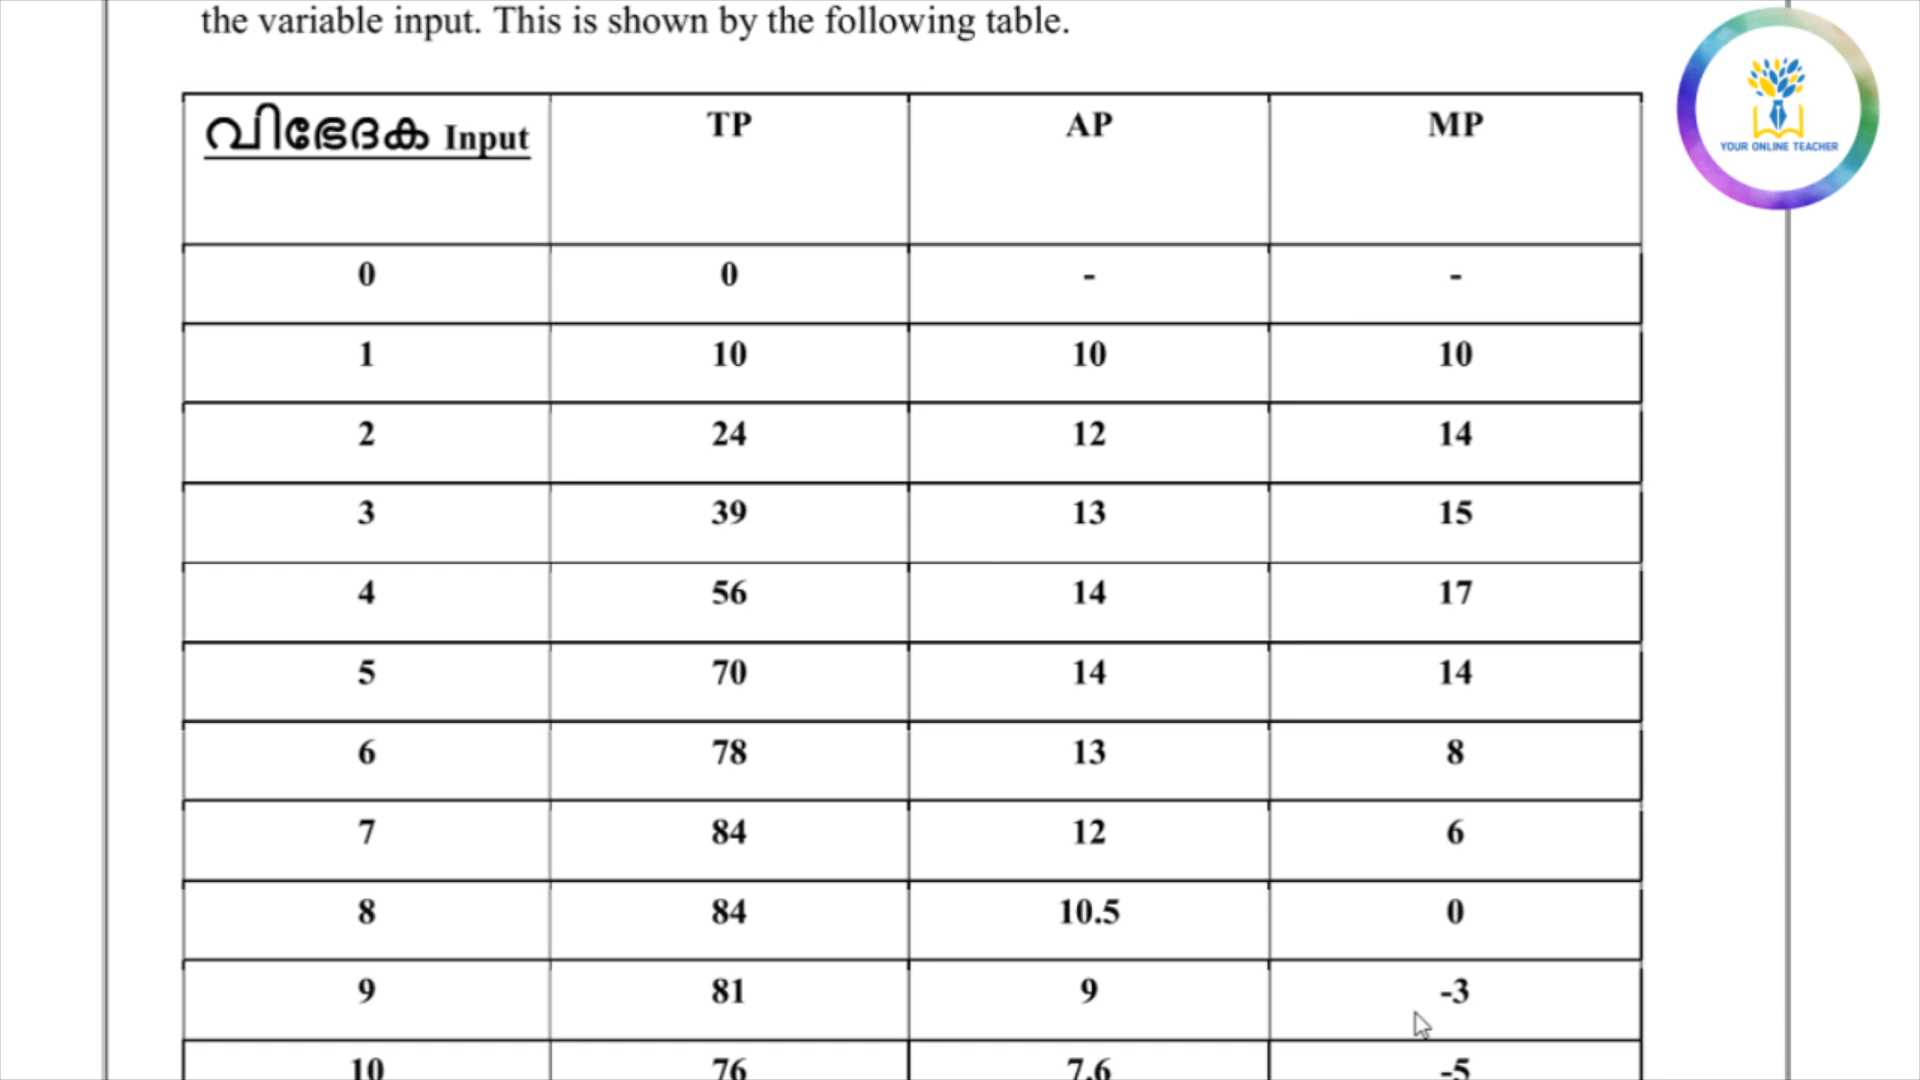 the variable input. This is shown by the following table.
വിഭേദക Input TP AP MP
0 0 - -
1 10 10 10
2 24 12 14
3 39 13 15
4 56 14 17
5 70 14 14
6 78 13 8
7 84 12 6
8 84 10.5 0
9 81 9 -3
10 76 7.6 -5
YOUR ONLINE TEACHER